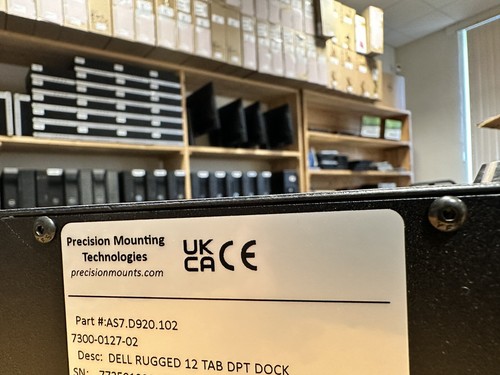 Precision Mounting
Technologies
precisionmounts.com
UK
CA CE
Part #:AS7.D920.102
7300-0127-02
Desc: DELL RUGGED 12 TAB DPT DOCK
SN: